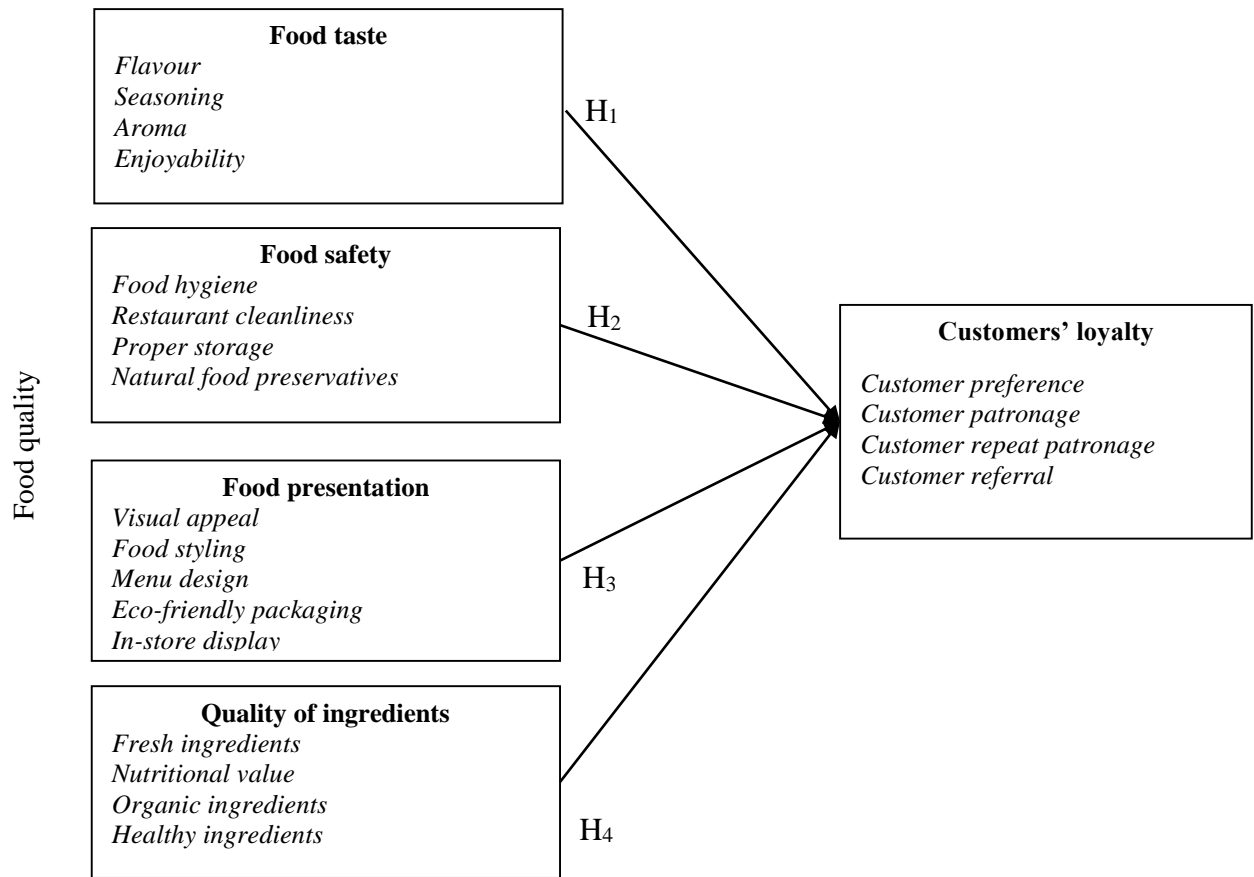 Food quality
Food taste
Flavour
Seasoning
Aroma
Enjoyability
H1
Food safety
Food hygiene
Restaurant cleanliness
Proper storage
Natural food preservatives
H2
Food presentation
Visual appeal
Food styling
Menu design
Eco-friendly packaging
In-store display
H3
Quality of ingredients
Fresh ingredients
Nutritional value
Organic ingredients
Healthy ingredients
H4
Customers’ loyalty
Customer preference
Customer patronage
Customer repeat patronage
Customer referral